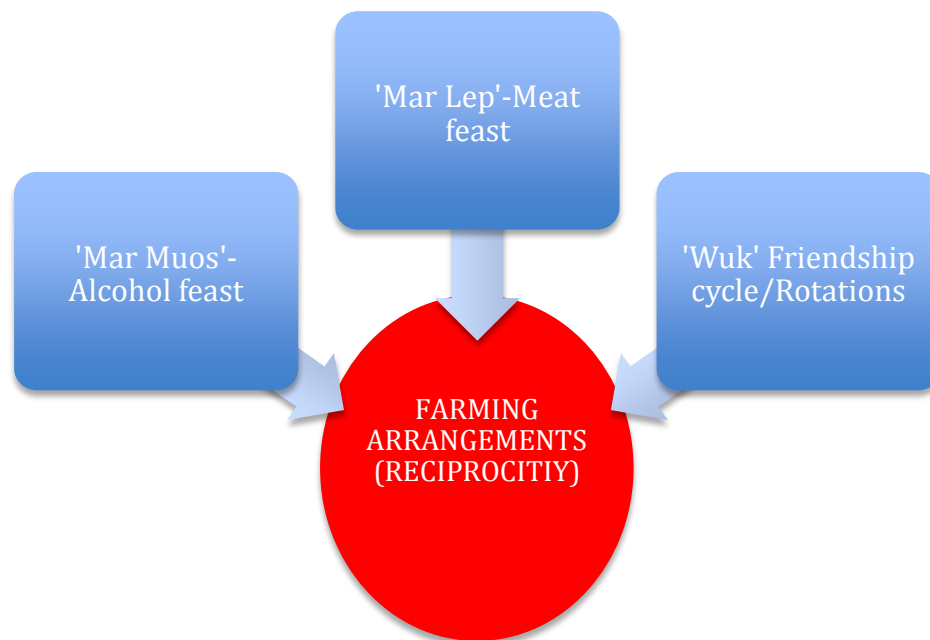 'Mar Lep'-Meat
feast
'Mar Muos'-
Alcohol feast
'Wuk' Friendship
cycle/Rotations
FARMING
ARRANGEMENTS
(RECIPROCITIY)